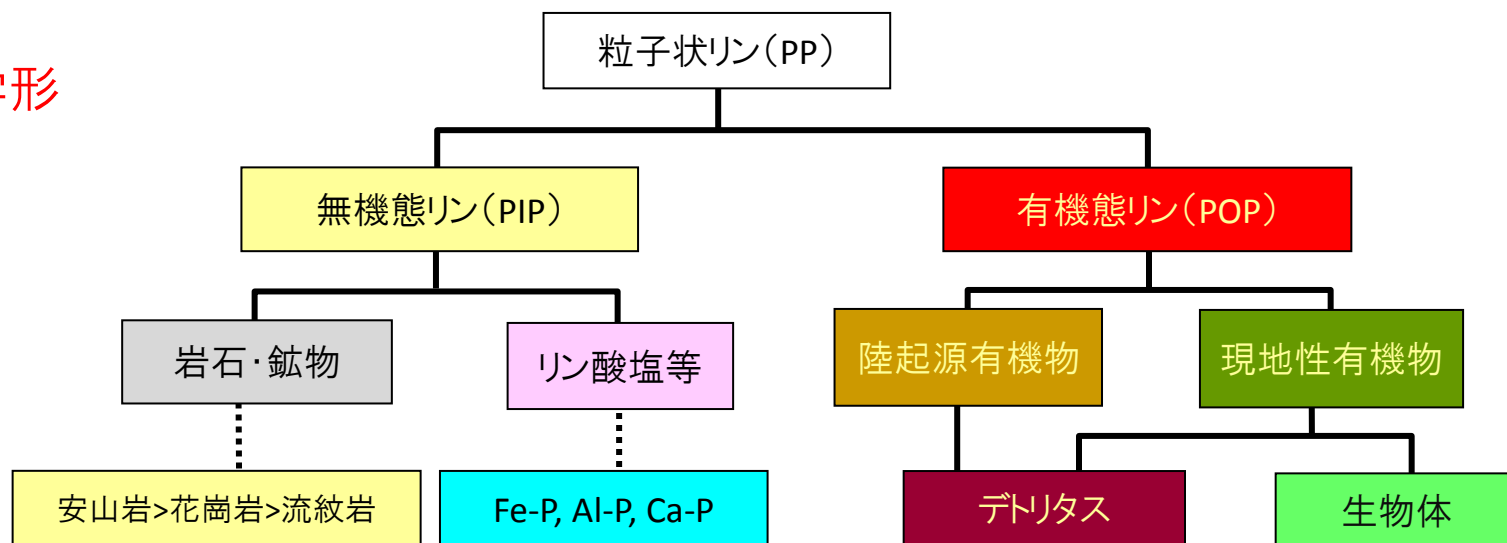 粒子状リン（PP）
形
無機態リン（PIP）
有機態リン（POP）
岩石・鉱物
リン酸塩等
陸起源有機物
現地性有機物
安山岩>花崗岩>流紋岩
Fe-P, Al-P, Ca-P
デトリタス
生物体